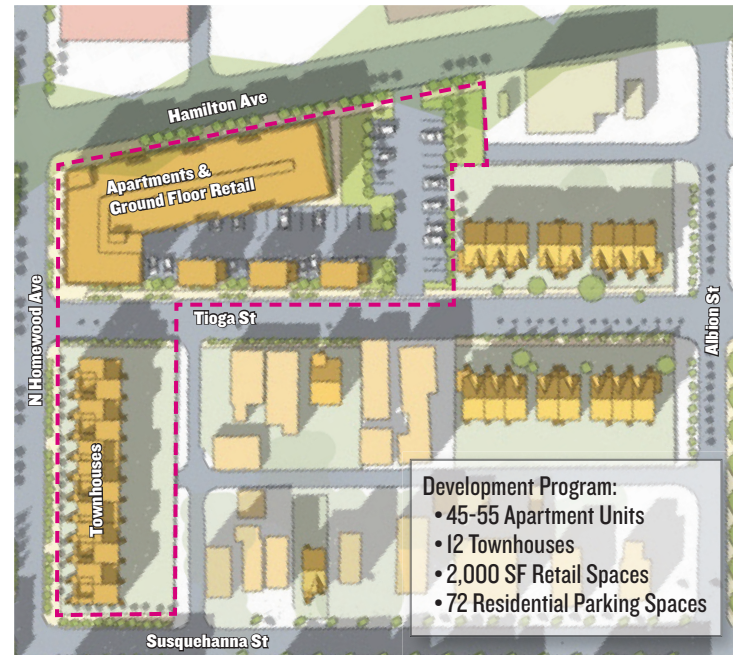 Hamilton Ave
Apartments &
Ground Floor Retail
N Homewood Ave
Tioga St
Albion St
Townhouses
Development Program:
• 45-55 Apartment Units
• 12 Townhouses
• 2,000 SF Retail Spaces
• 72 Residential Parking Spaces
Susquehanna St